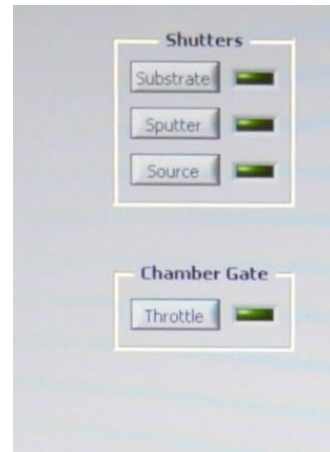 Shutters
Substrate
Sputter
Source
Chamber Gate
Throttle